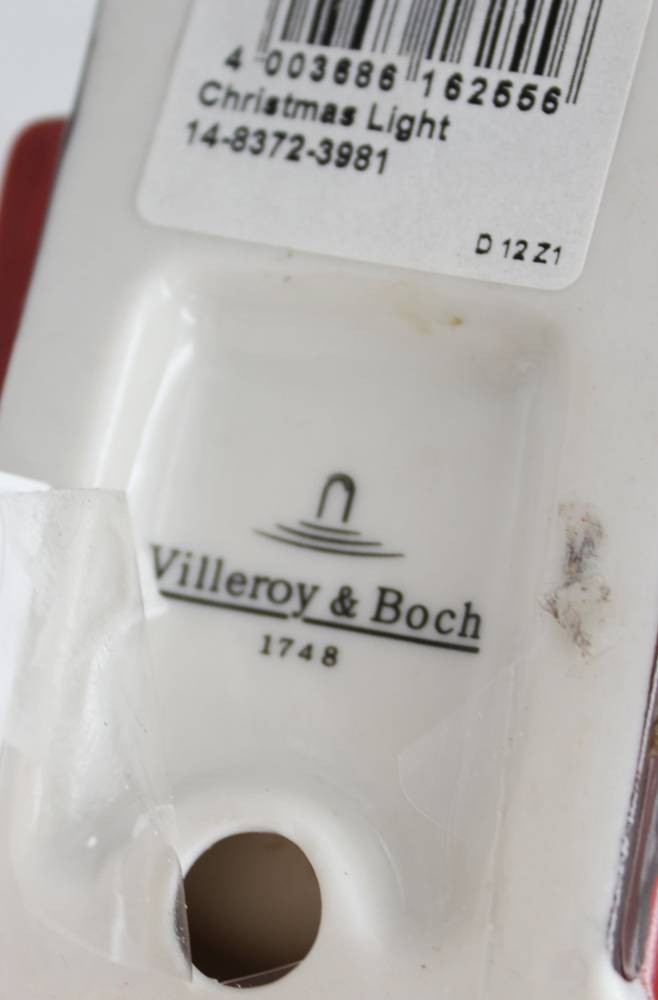 4 003686 162556
Christmas Light
14-8372-3981
D 12 Z1
Villeroy & Boch
1748